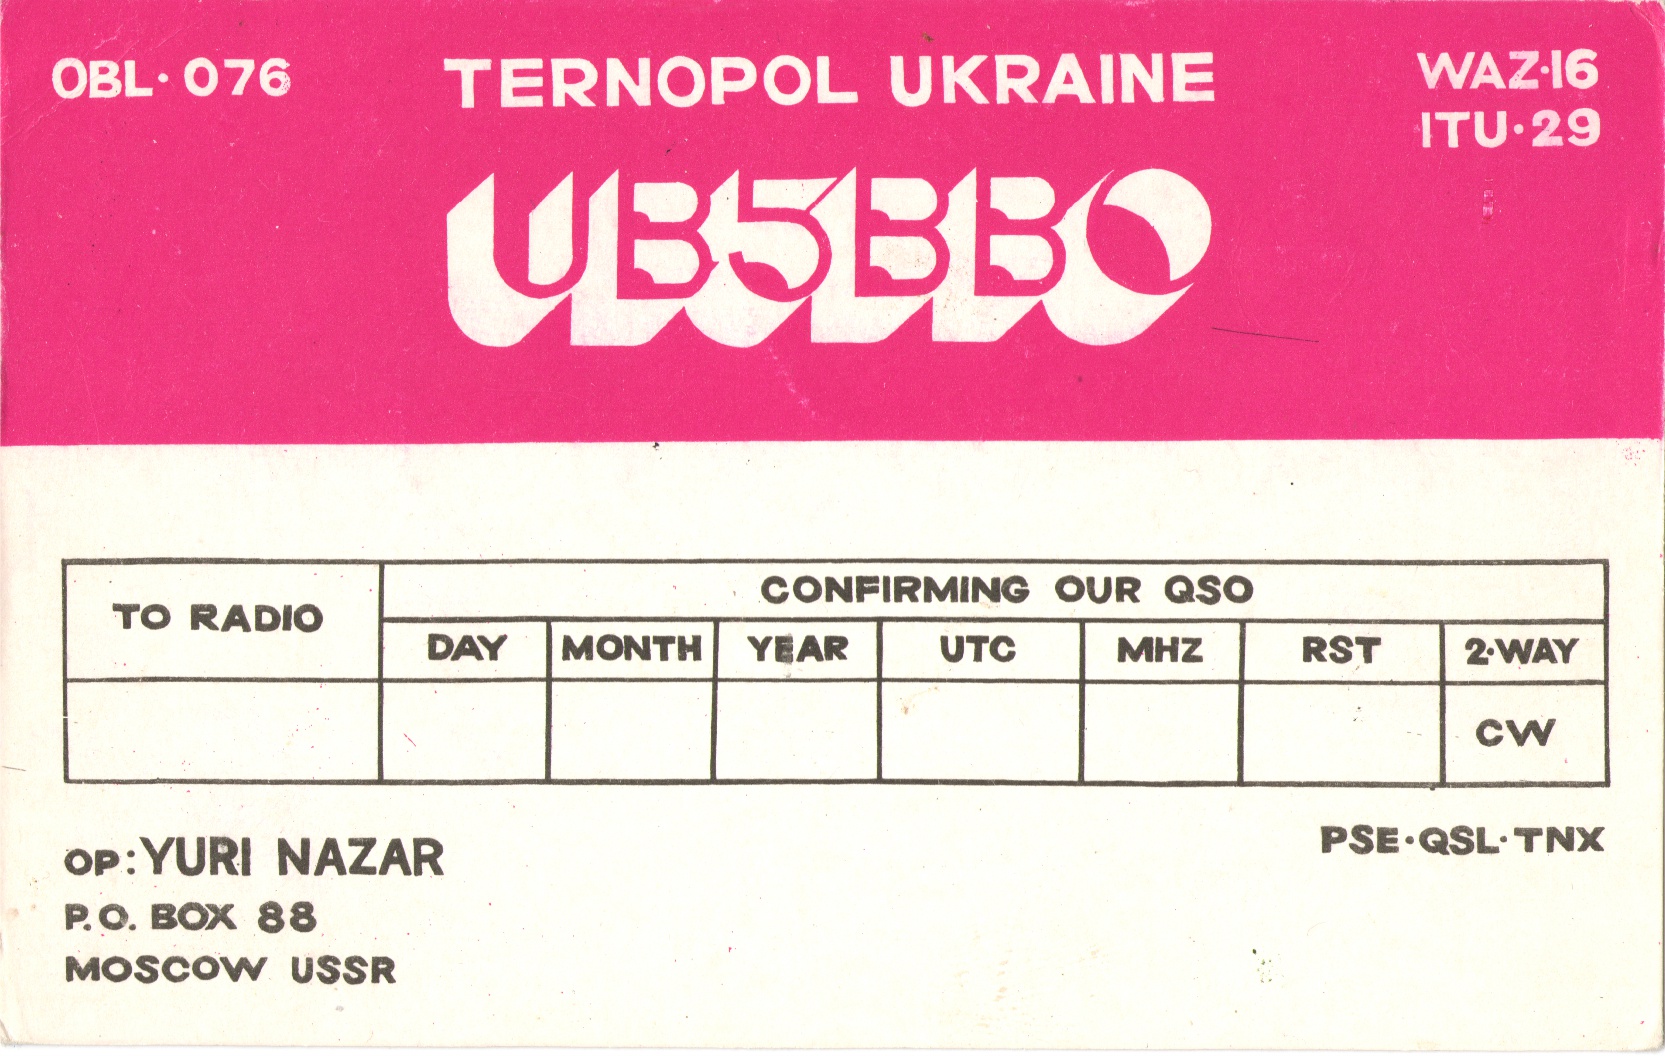 OBL· 076
TERNOPOL UKRAINE
WAZ·16
ITU·29
UB5BBO
TO RADIO
CONFIRMING OUR QSO
DAY MONTH YEAR UTC MHZ RST 2·WAY
CW
PSE·QSL·TNX
OP: YURI NAZAR
P.O. BOX 88
MOSCOW USSR